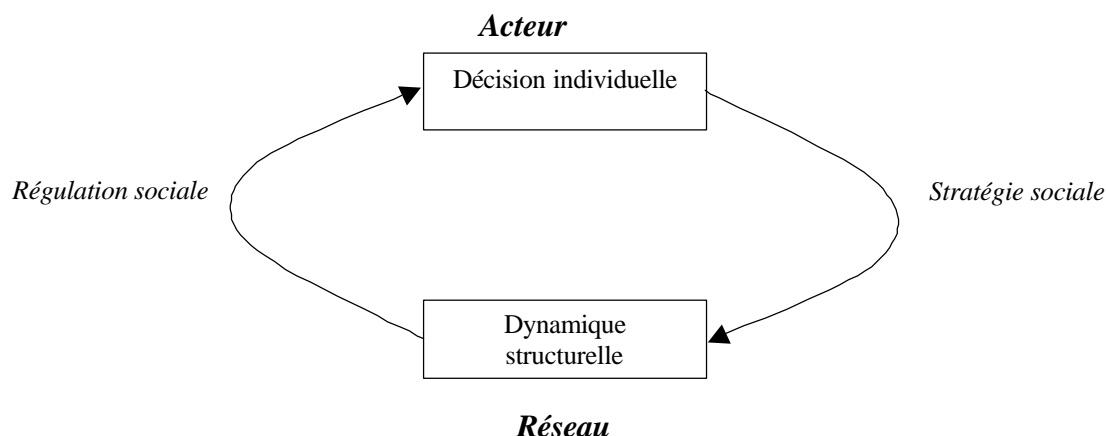 Acteur
Décision individuelle
Régulation sociale
Stratégie sociale
Dynamique
structurelle
Réseau